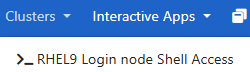 Clusters Interactive Apps
>_ RHEL9 Login node Shell Access